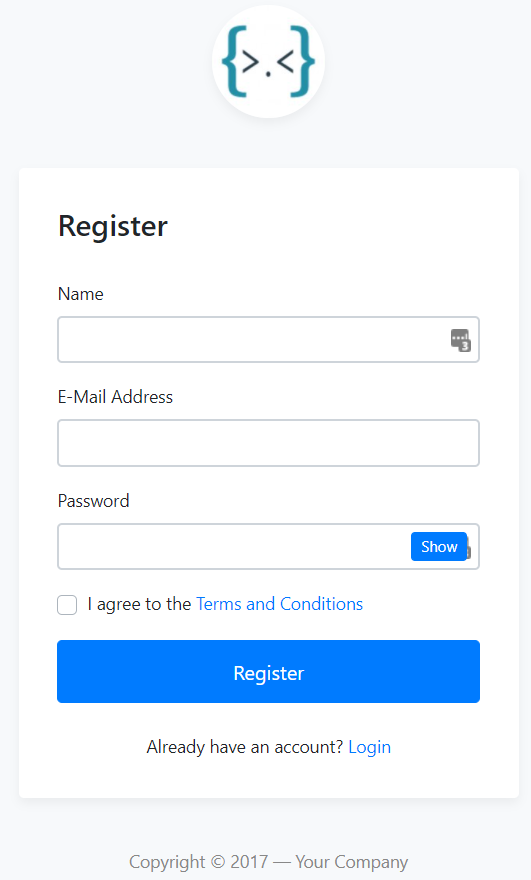 {>.<}
Register
Name
3
E-Mail Address
Password
Show
I agree to the Terms and Conditions
Register
Already have an account? Login
Copyright © 2017 — Your Company